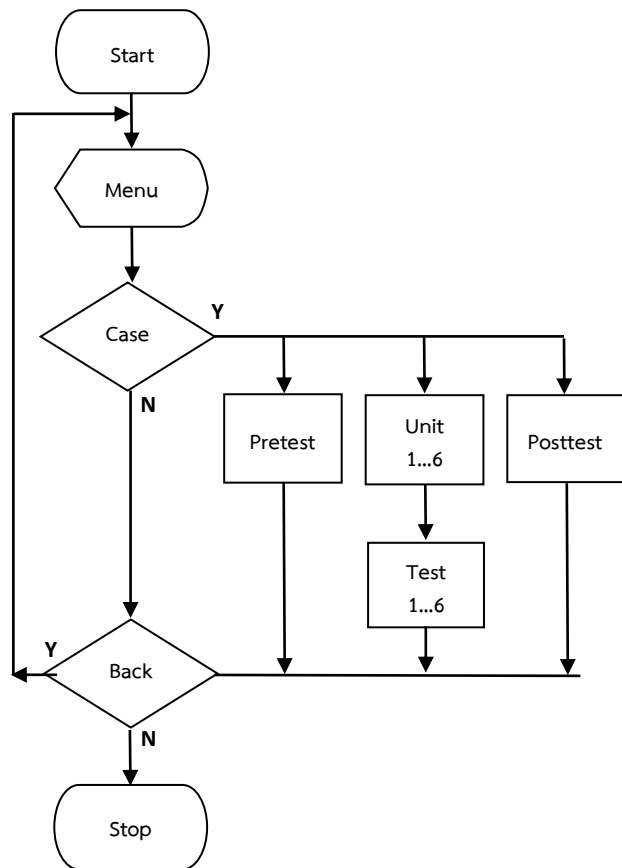 Start
Menu
Case
Y
N
Pretest
Unit
1...6
Posttest
Test
1...6
Y
Back
N
Stop